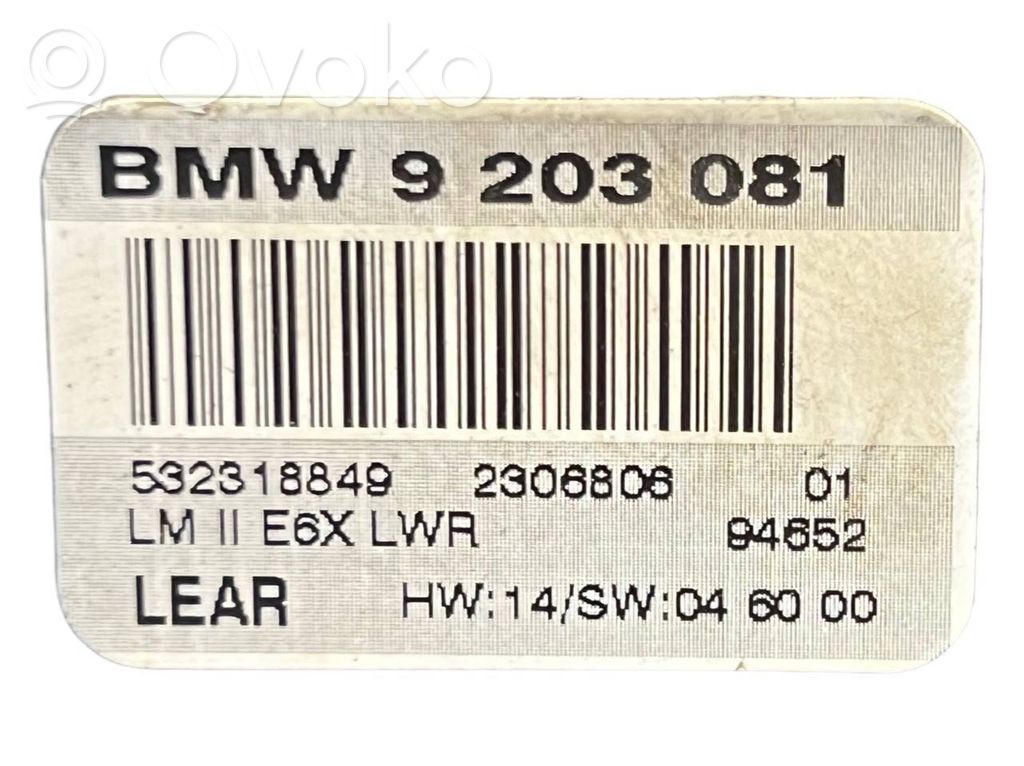 Ovoko
BMW 9 203 081
532318849 2306806 01
LM II E6X LWR 94652
LEAR HW:14/SW:04 60 00